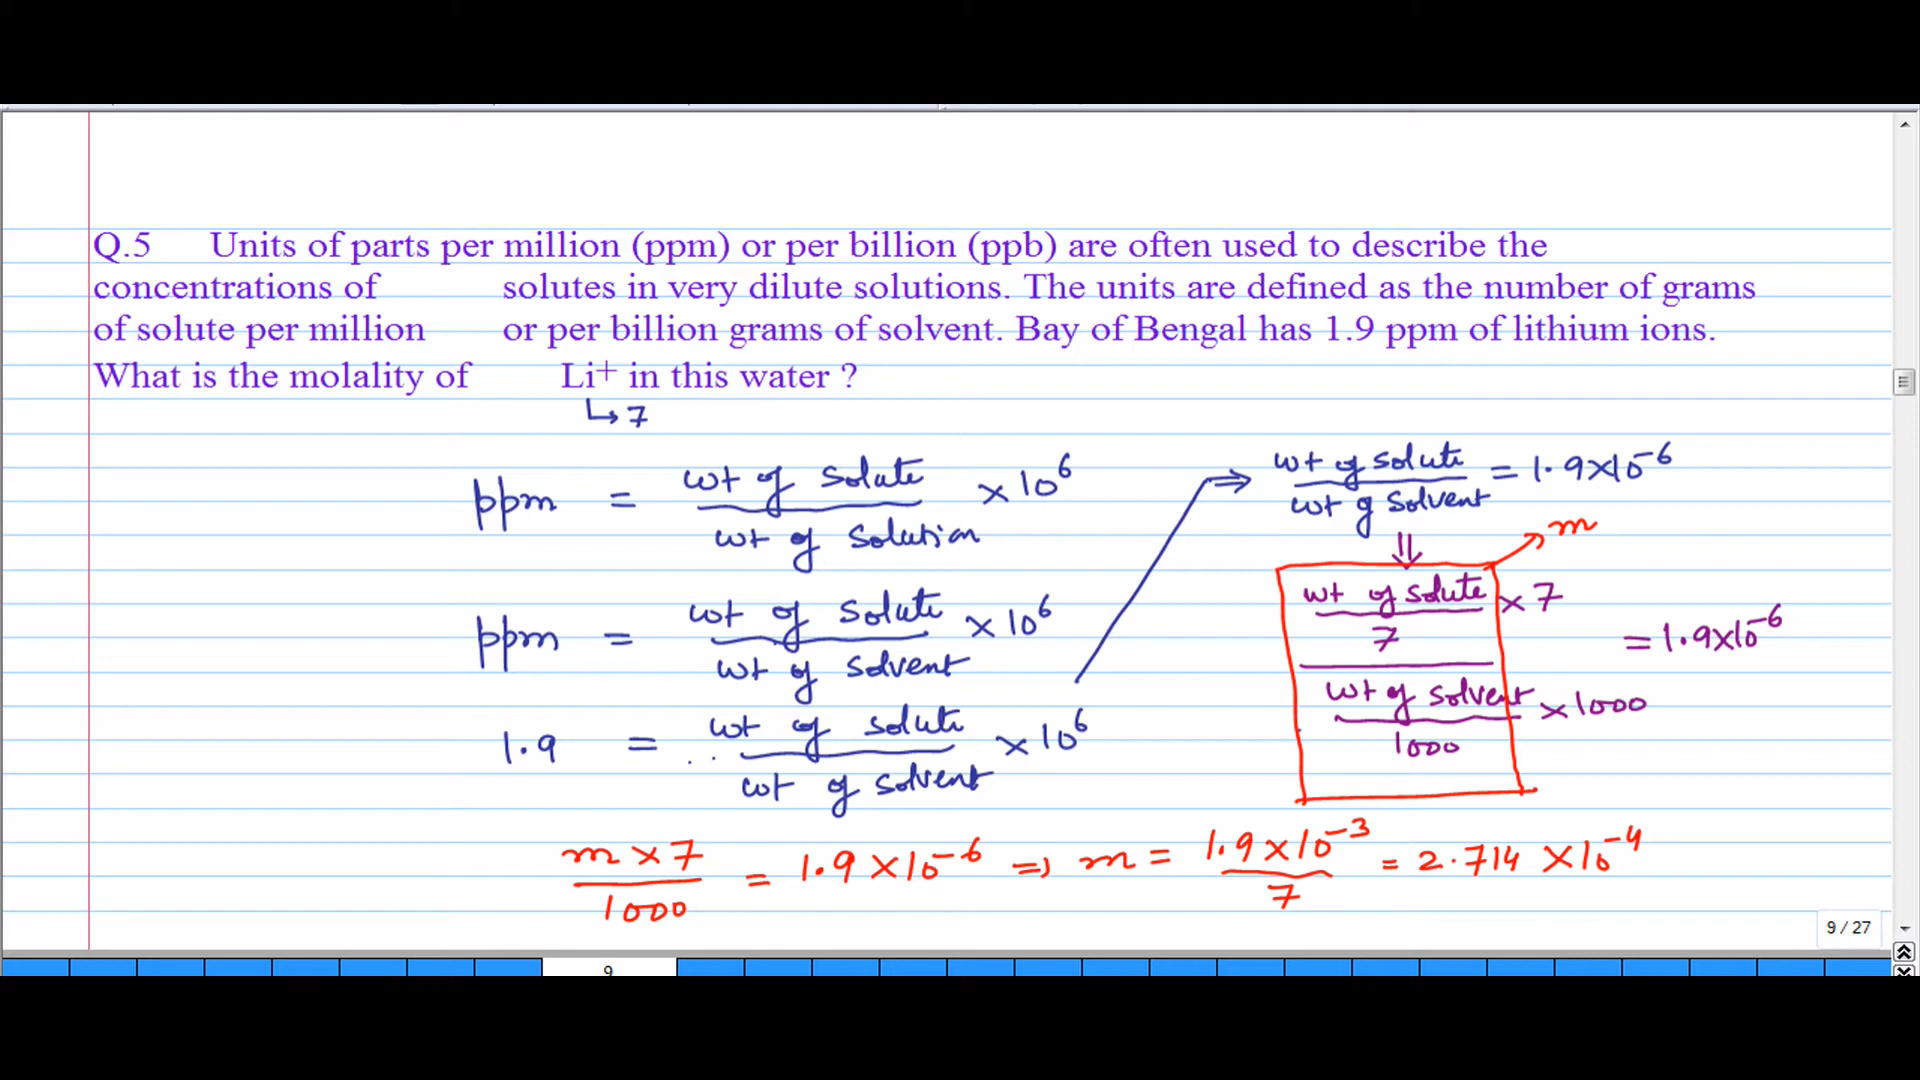 Q.5 Units of parts per million (ppm) or per billion (ppb) are often used to describe the
concentrations of solutes in very dilute solutions. The units are defined as the number of grams
of solute per million or per billion grams of solvent. Bay of Bengal has 1.9 ppm of lithium ions.
What is the molality of Li+ in this water ?
↳ 7
ppm = wt of solute / wt of solution × 10^6
ppm = wt of solute / wt of solvent × 10^6
1.9 = wt of solute / wt of solvent × 10^6
⇒ wt of solute / wt of solvent = 1.9×10^-6
⇓ → m
wt of solute / 7 × 7
= 1.9×10^-6
wt of solvent / 1000 × 1000
m × 7 / 1000 = 1.9 × 10^-6 ⇒ m = 1.9 × 10^-3 / 7 = 2.714 × 10^-4
9 / 27
9